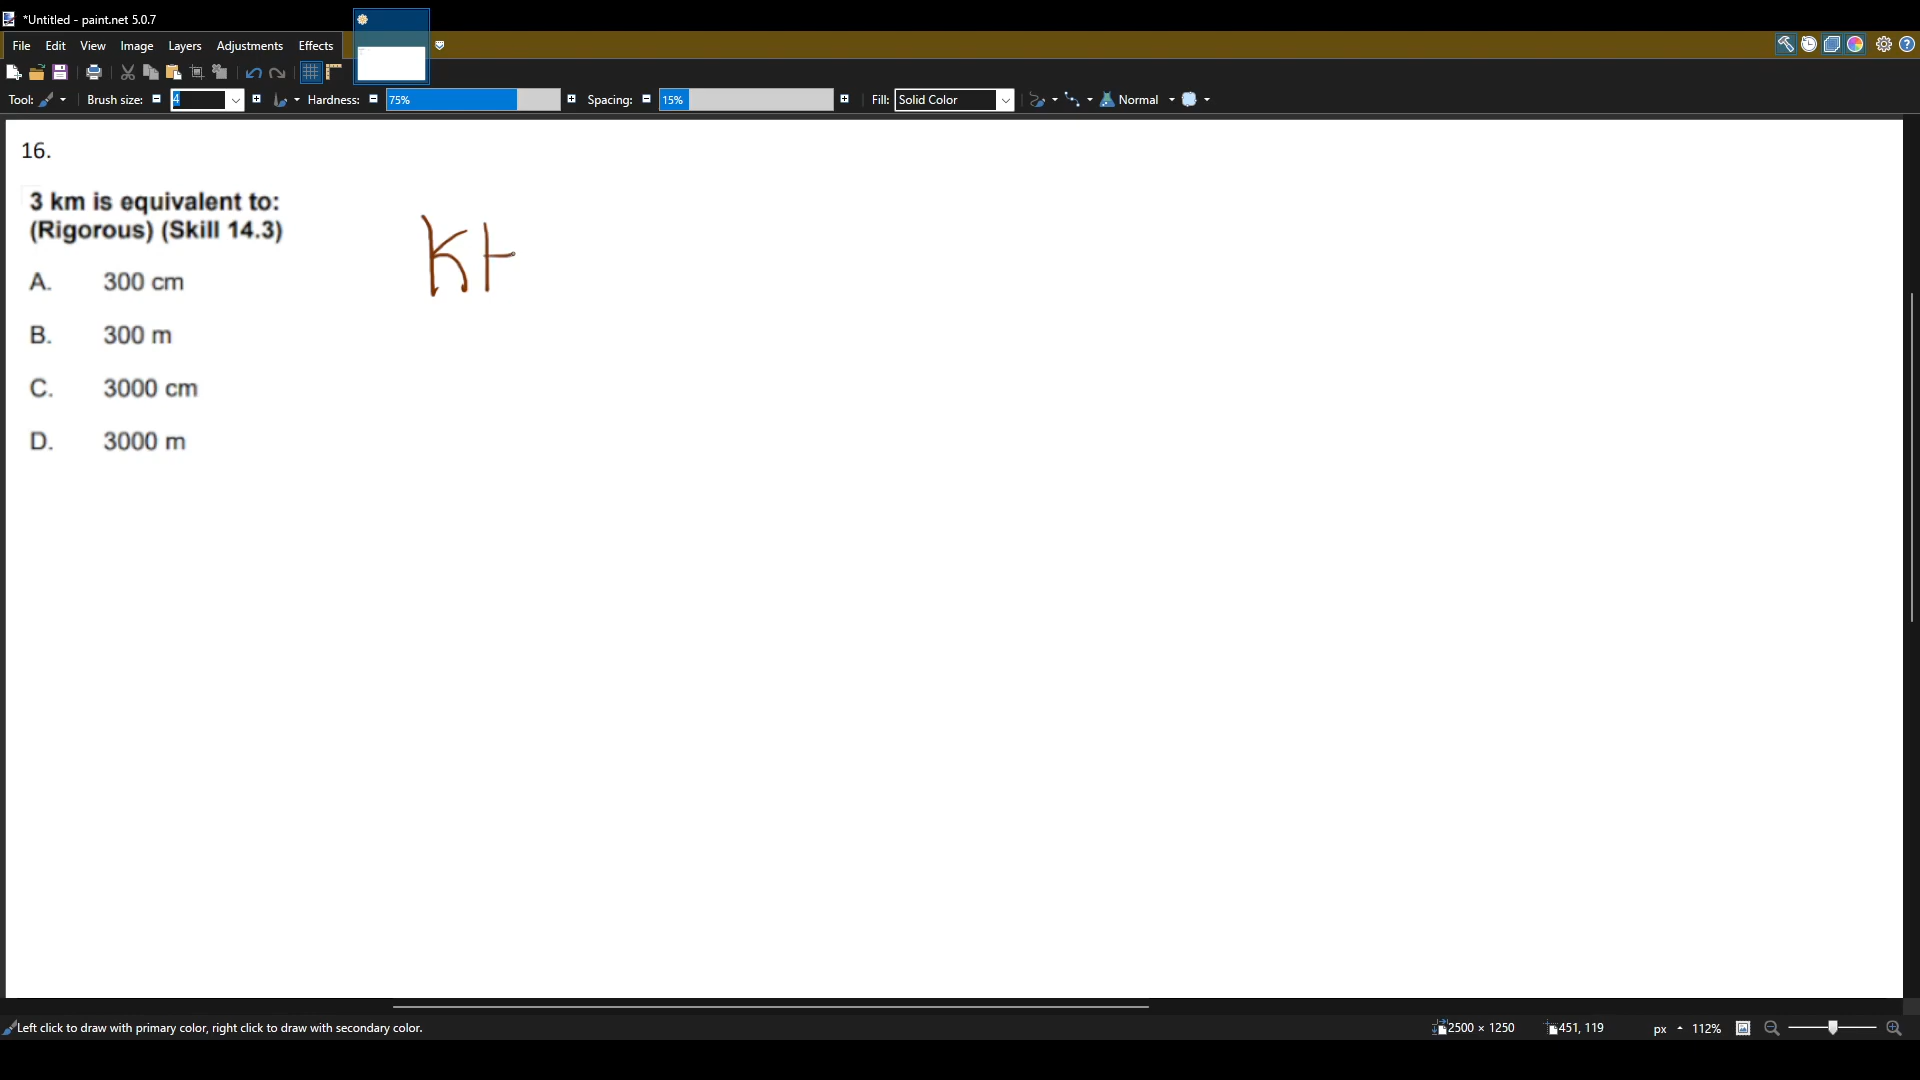 *Untitled - paint.net 5.0.7
File Edit View Image Layers Adjustments Effects
Tool: Brush size: 4 Hardness: 75% Spacing: 15% Fill: Solid Color Normal
16.
3 km is equivalent to:
(Rigorous) (Skill 14.3)
A. 300 cm
B. 300 m
C. 3000 cm
D. 3000 m
K
Left click to draw with primary color, right click to draw with secondary color. 2500 × 1250 451, 119 px 112%